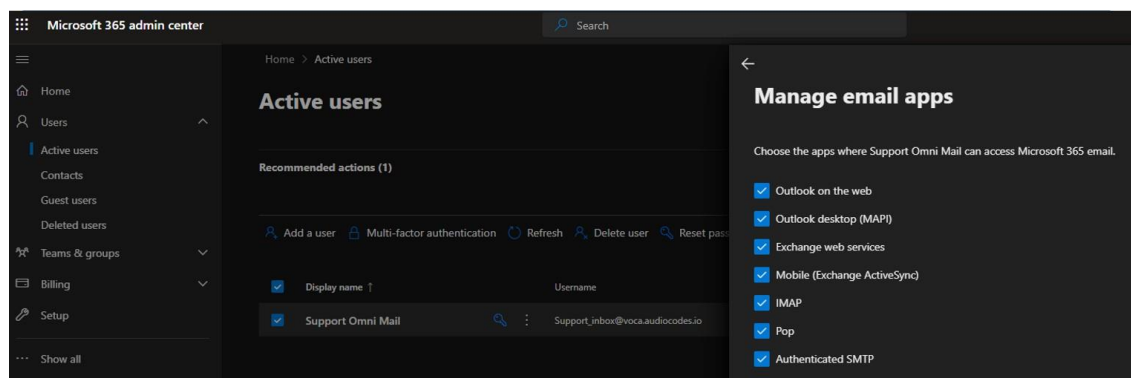 Microsoft 365 admin center
Search
Home
Users
Active users
Contacts
Guest users
Deleted users
Teams & groups
Billing
Setup
Show all
Home > Active users
Active users
Recommended actions (1)
Add a user Multi-factor authentication Refresh Delete user Reset pass
Display name ↑ Username
Support Omni Mail Support_inbox@voca.audiocodes.io
Manage email apps
Choose the apps where Support Omni Mail can access Microsoft 365 email.
Outlook on the web
Outlook desktop (MAPI)
Exchange web services
Mobile (Exchange ActiveSync)
IMAP
Pop
Authenticated SMTP